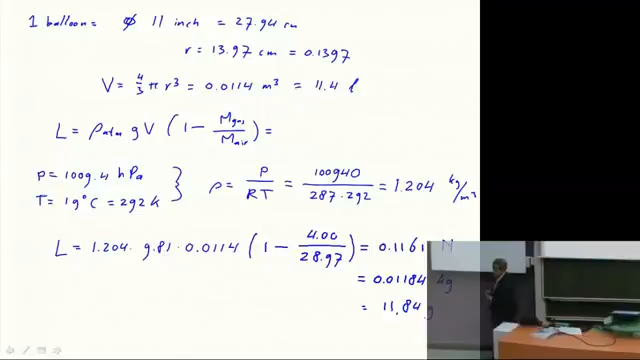 1 balloon = ⌀ 11 inch = 27.94 cm
r = 13.97 cm = 0.1397
V = 4/3 π r³ = 0.0114 m³ = 11.4 l
L = ρatm g V (1 − Mgas/Mair) =
P = 1009.4 hPa
T = 19°C = 292 K
ρ = P/RT = 100940/287·292 = 1.204 kg/m³
L = 1.204 · 9.81 · 0.0114 (1 − 4.00/28.97) = 0.1161 N
= 0.01184 kg
= 11.84 g